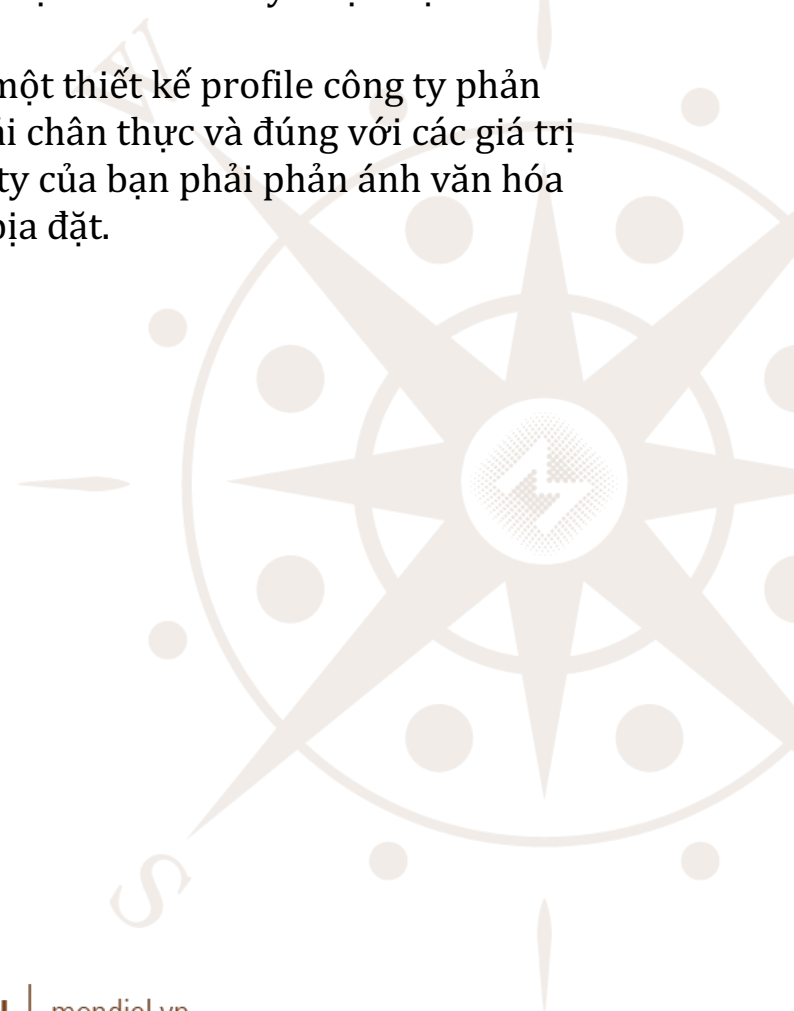 W
một thiết kế profile công ty phản
chân thực và đúng với các giá trị
ty của bạn phải phản ánh văn hóa
bịa đặt.
S
mondial.vn